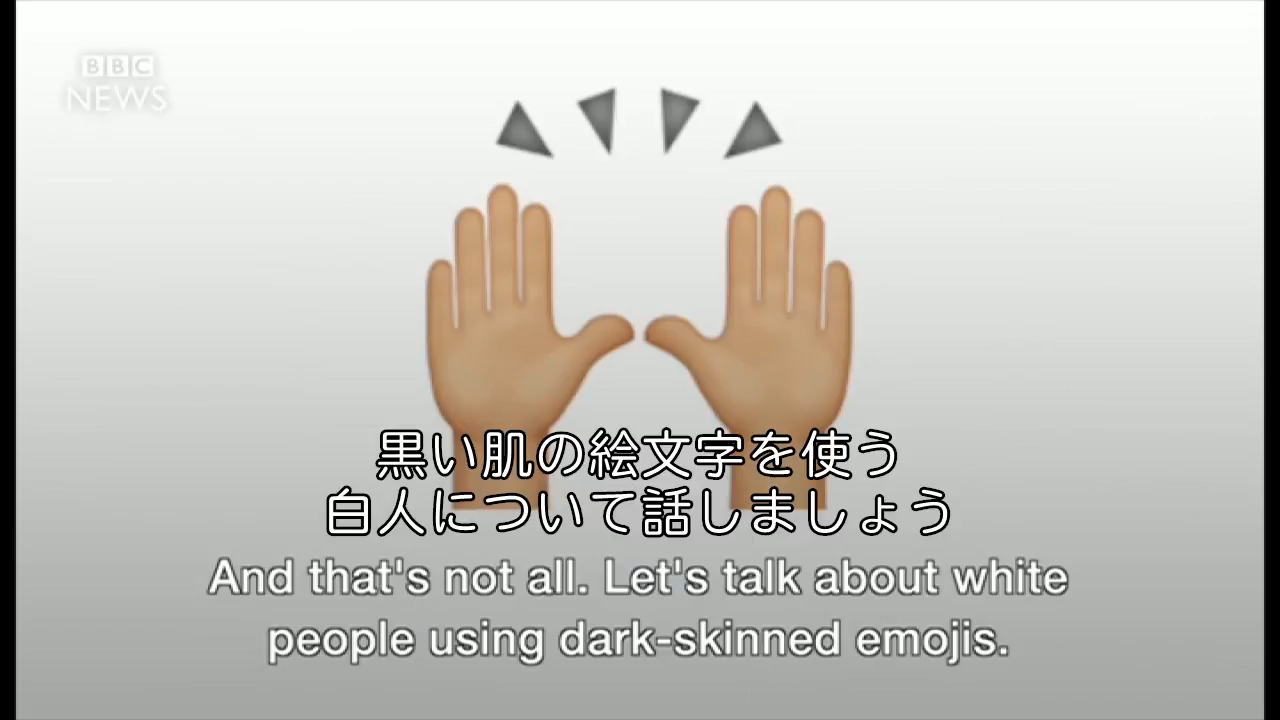 BBC
NEWS
黒い肌の絵文字を使う
白人について話しましょう
And that's not all. Let's talk about white
people using dark-skinned emojis.